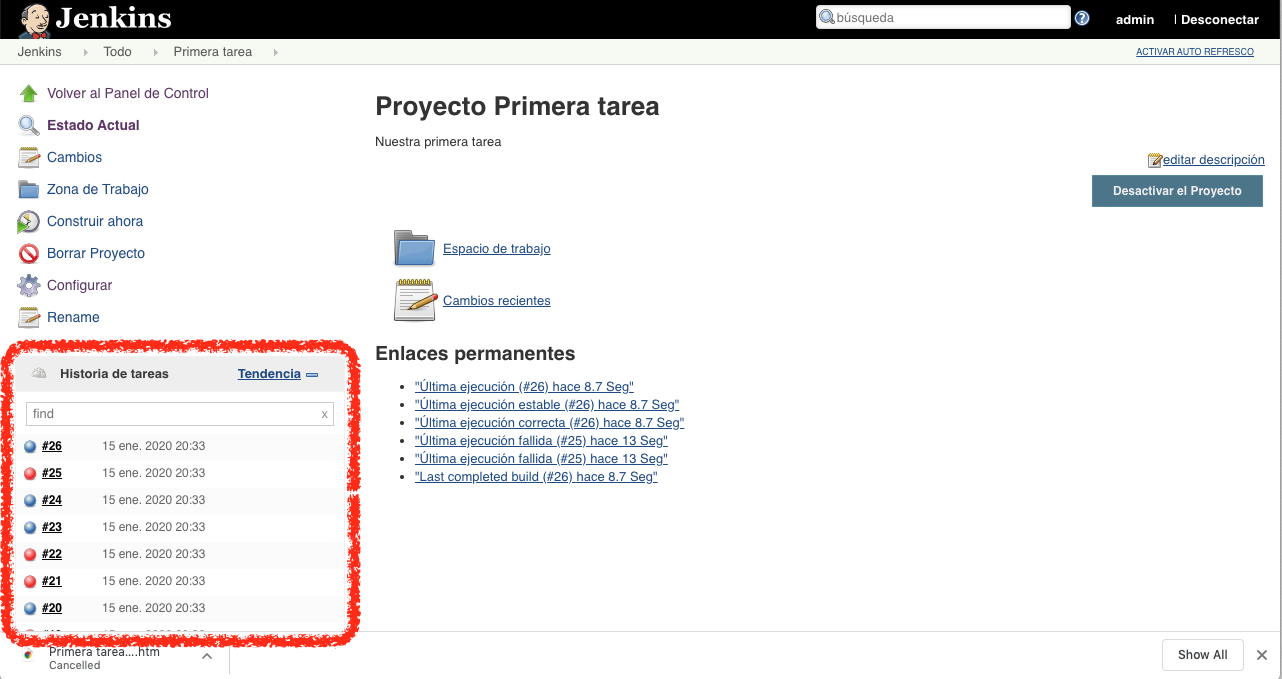 Jenkins
búsqueda
admin
| Desconectar
Jenkins
Todo
Primera tarea
ACTIVAR AUTO REFRESCO
Volver al Panel de Control
Estado Actual
Cambios
Zona de Trabajo
Construir ahora
Borrar Proyecto
Configurar
Rename
Historia de tareas
Tendencia
find
x
#26 15 ene. 2020 20:33
#25 15 ene. 2020 20:33
#24 15 ene. 2020 20:33
#23 15 ene. 2020 20:33
#22 15 ene. 2020 20:33
#21 15 ene. 2020 20:33
#20 15 ene. 2020 20:33
Proyecto Primera tarea
Nuestra primera tarea
editar descripción
Desactivar el Proyecto
Espacio de trabajo
Cambios recientes
Enlaces permanentes
"Última ejecución (#26) hace 8.7 Seg"
"Última ejecución estable (#26) hace 8.7 Seg"
"Última ejecución correcta (#26) hace 8.7 Seg"
"Última ejecución fallida (#25) hace 13 Seg"
"Última ejecución fallida (#25) hace 13 Seg"
"Last completed build (#26) hace 8.7 Seg"
Primera tarea....htm
Cancelled
Show All